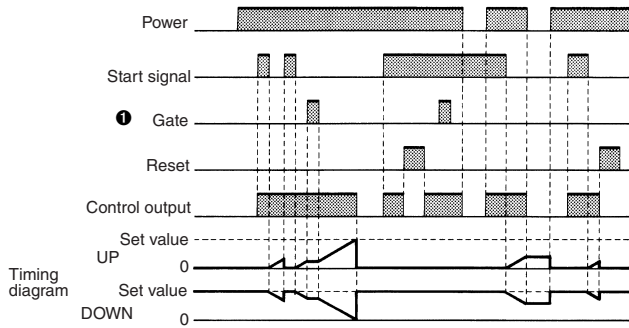 Power
Start signal
❶ Gate
Reset
Control output
Set value
UP
0
Timing
diagram
Set value
DOWN
0